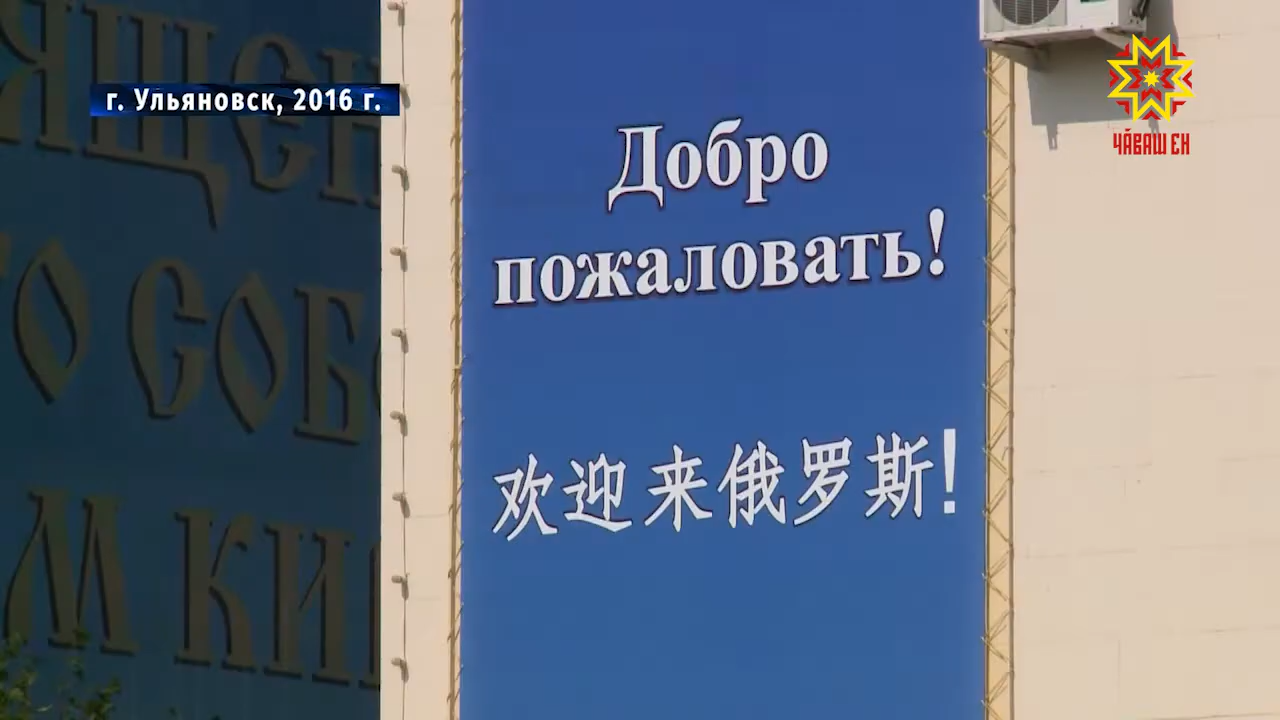 г. Ульяновск, 2016 г.
ЧӐВАШ ЕН
Добро
пожаловать!
欢迎来俄罗斯!